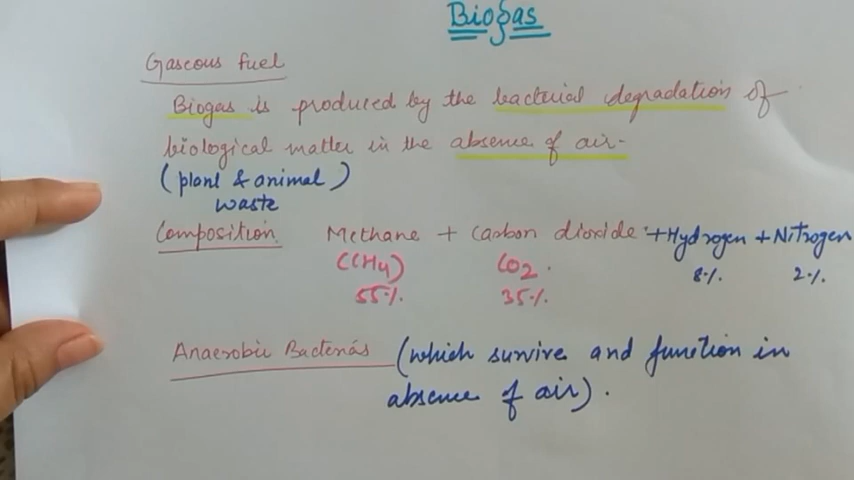 Biogas
Gaseous fuel
Biogas is produced by the bacterial degradation of
biological matter in the absence of air.
(plant & animal)
waste
Composition Methane + Carbon dioxide + Hydrogen + Nitrogen
(CH4) CO2. 8% 2%
55% 35%
Anaerobic Bacterias (which survive and function in
absence of air).